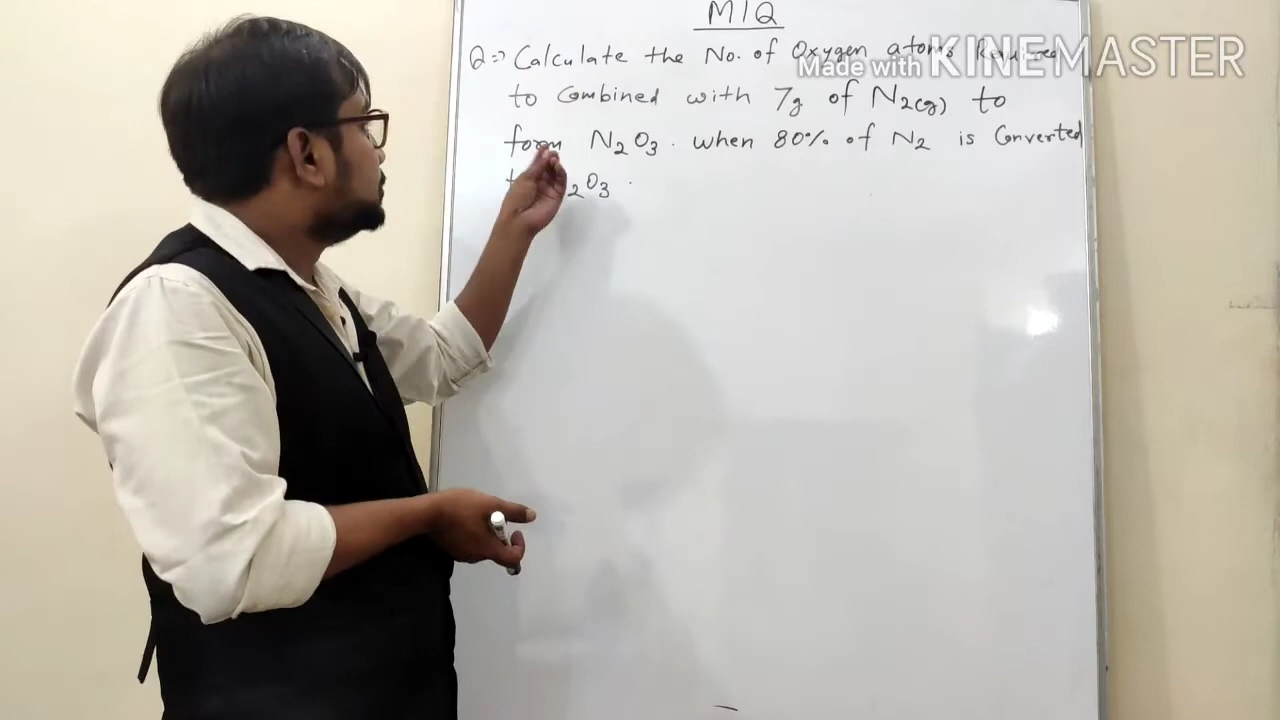 MIQ
Q:⇒ Calculate the No. of Oxygen atoms
Made with KINEMASTER
to Combined with 7g of N2(g) to
form N2O3. when 80% of N2 is Converted
2O3.